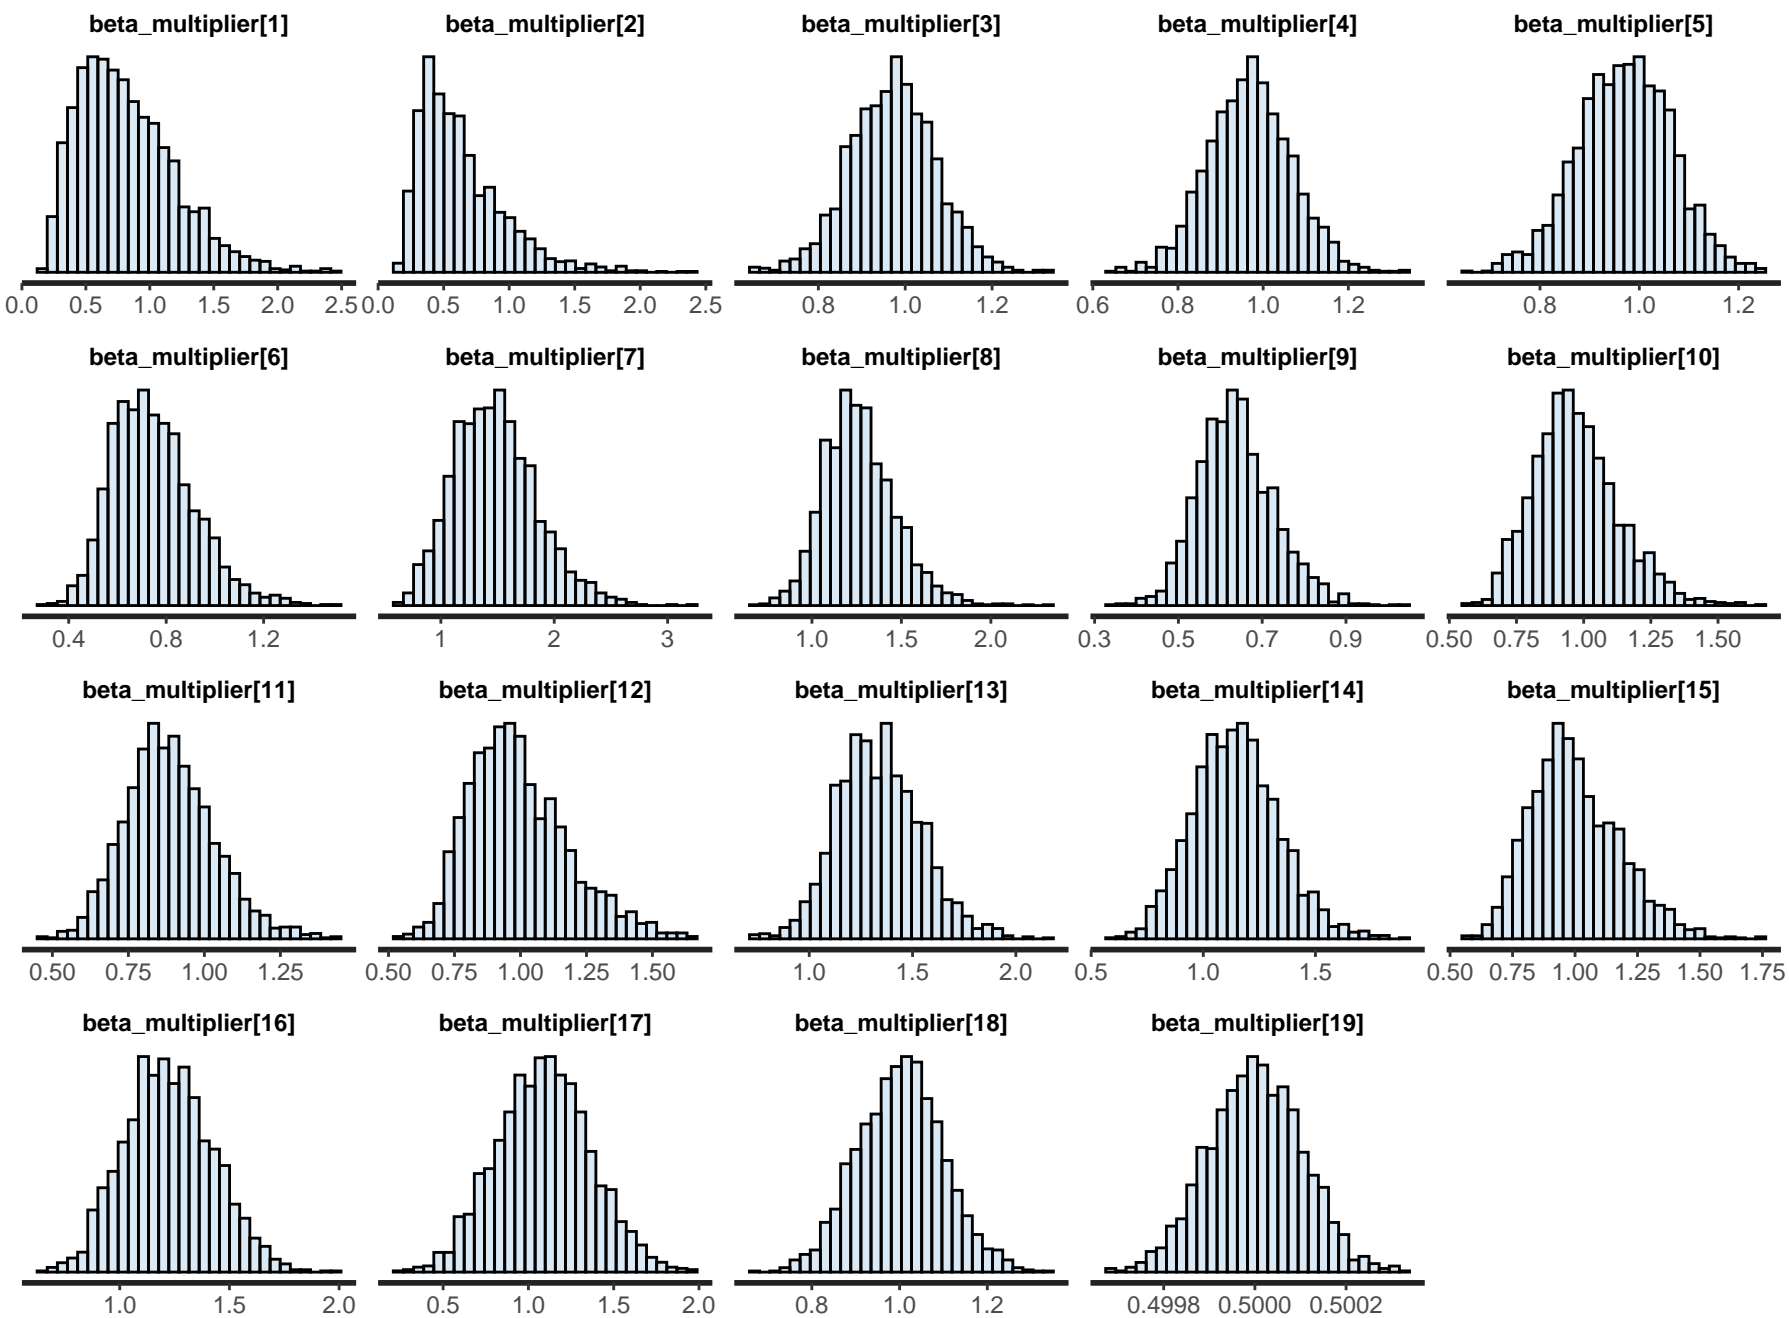 beta_multiplier[1] beta_multiplier[2] beta_multiplier[3] beta_multiplier[4] beta_multiplier[5]
0.0 0.5 1.0 1.5 2.0 2.5 0.0 0.5 1.0 1.5 2.0 2.5 0.8 1.0 1.2 0.6 0.8 1.0 1.2 0.8 1.0 1.2
beta_multiplier[6] beta_multiplier[7] beta_multiplier[8] beta_multiplier[9] beta_multiplier[10]
0.4 0.8 1.2 1 2 3 1.0 1.5 2.0 0.3 0.5 0.7 0.9 0.50 0.75 1.00 1.25 1.50
beta_multiplier[11] beta_multiplier[12] beta_multiplier[13] beta_multiplier[14] beta_multiplier[15]
0.50 0.75 1.00 1.25 0.50 0.75 1.00 1.25 1.50 1.0 1.5 2.0 0.5 1.0 1.5 0.50 0.75 1.00 1.25 1.50 1.75
beta_multiplier[16] beta_multiplier[17] beta_multiplier[18] beta_multiplier[19]
1.0 1.5 2.0 0.5 1.0 1.5 2.0 0.8 1.0 1.2 0.4998 0.5000 0.5002